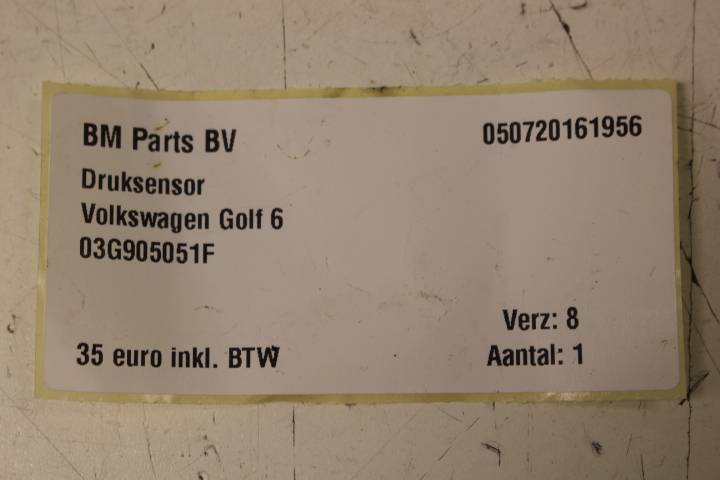 BM Parts BV
050720161956
Druksensor
Volkswagen Golf 6
03G905051F
Verz: 8
35 euro inkl. BTW
Aantal: 1